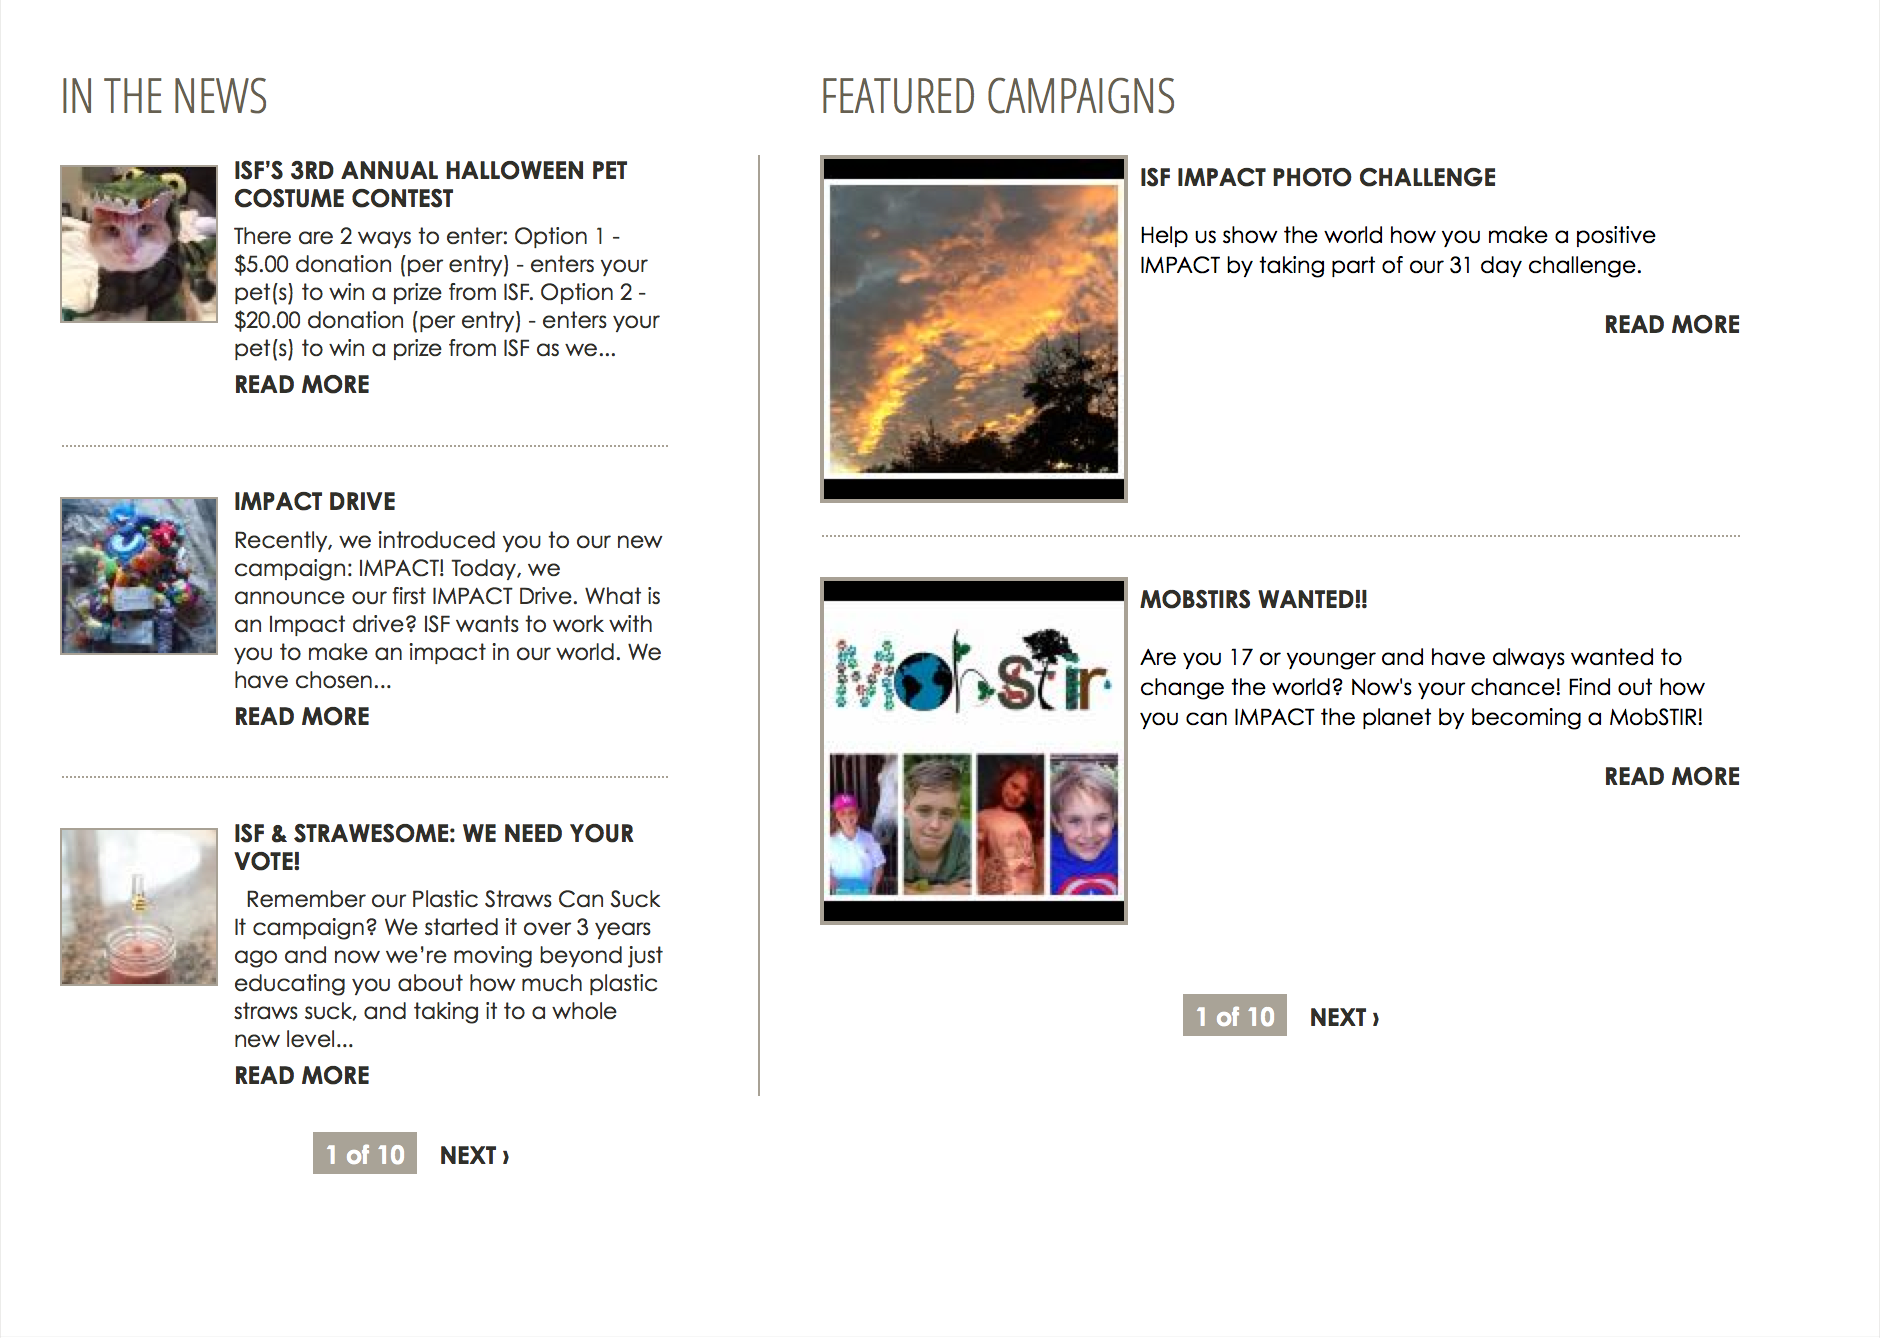 IN THE NEWS
ISF’S 3RD ANNUAL HALLOWEEN PET
COSTUME CONTEST
There are 2 ways to enter: Option 1 -
$5.00 donation (per entry) - enters your
pet(s) to win a prize from ISF. Option 2 -
$20.00 donation (per entry) - enters your
pet(s) to win a prize from ISF as we...
READ MORE
IMPACT DRIVE
Recently, we introduced you to our new
campaign: IMPACT! Today, we
announce our first IMPACT Drive. What is
an Impact drive? ISF wants to work with
you to make an impact in our world. We
have chosen...
READ MORE
ISF & STRAWESOME: WE NEED YOUR
VOTE!
Remember our Plastic Straws Can Suck
It campaign? We started it over 3 years
ago and now we’re moving beyond just
educating you about how much plastic
straws suck, and taking it to a whole
new level...
READ MORE
1 of 10 NEXT ›
FEATURED CAMPAIGNS
ISF IMPACT PHOTO CHALLENGE
Help us show the world how you make a positive
IMPACT by taking part of our 31 day challenge.
READ MORE
MobStir
MOBSTIRS WANTED!!
Are you 17 or younger and have always wanted to
change the world? Now's your chance! Find out how
you can IMPACT the planet by becoming a MobSTIR!
READ MORE
1 of 10 NEXT ›